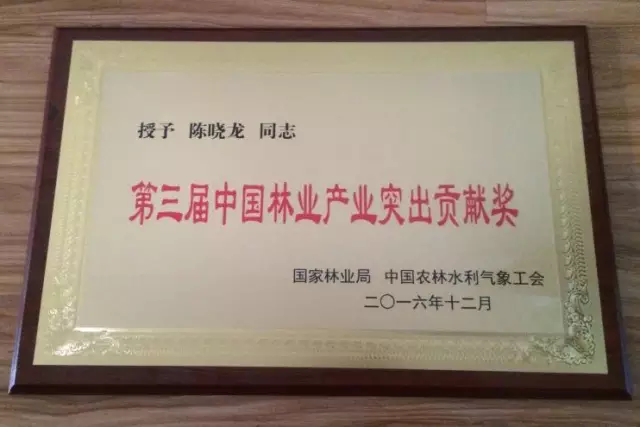 授予 陈晓龙 同志
第三届中国林业产业突出贡献奖
国家林业局 中国农林水利气象工会
二〇一六年十二月